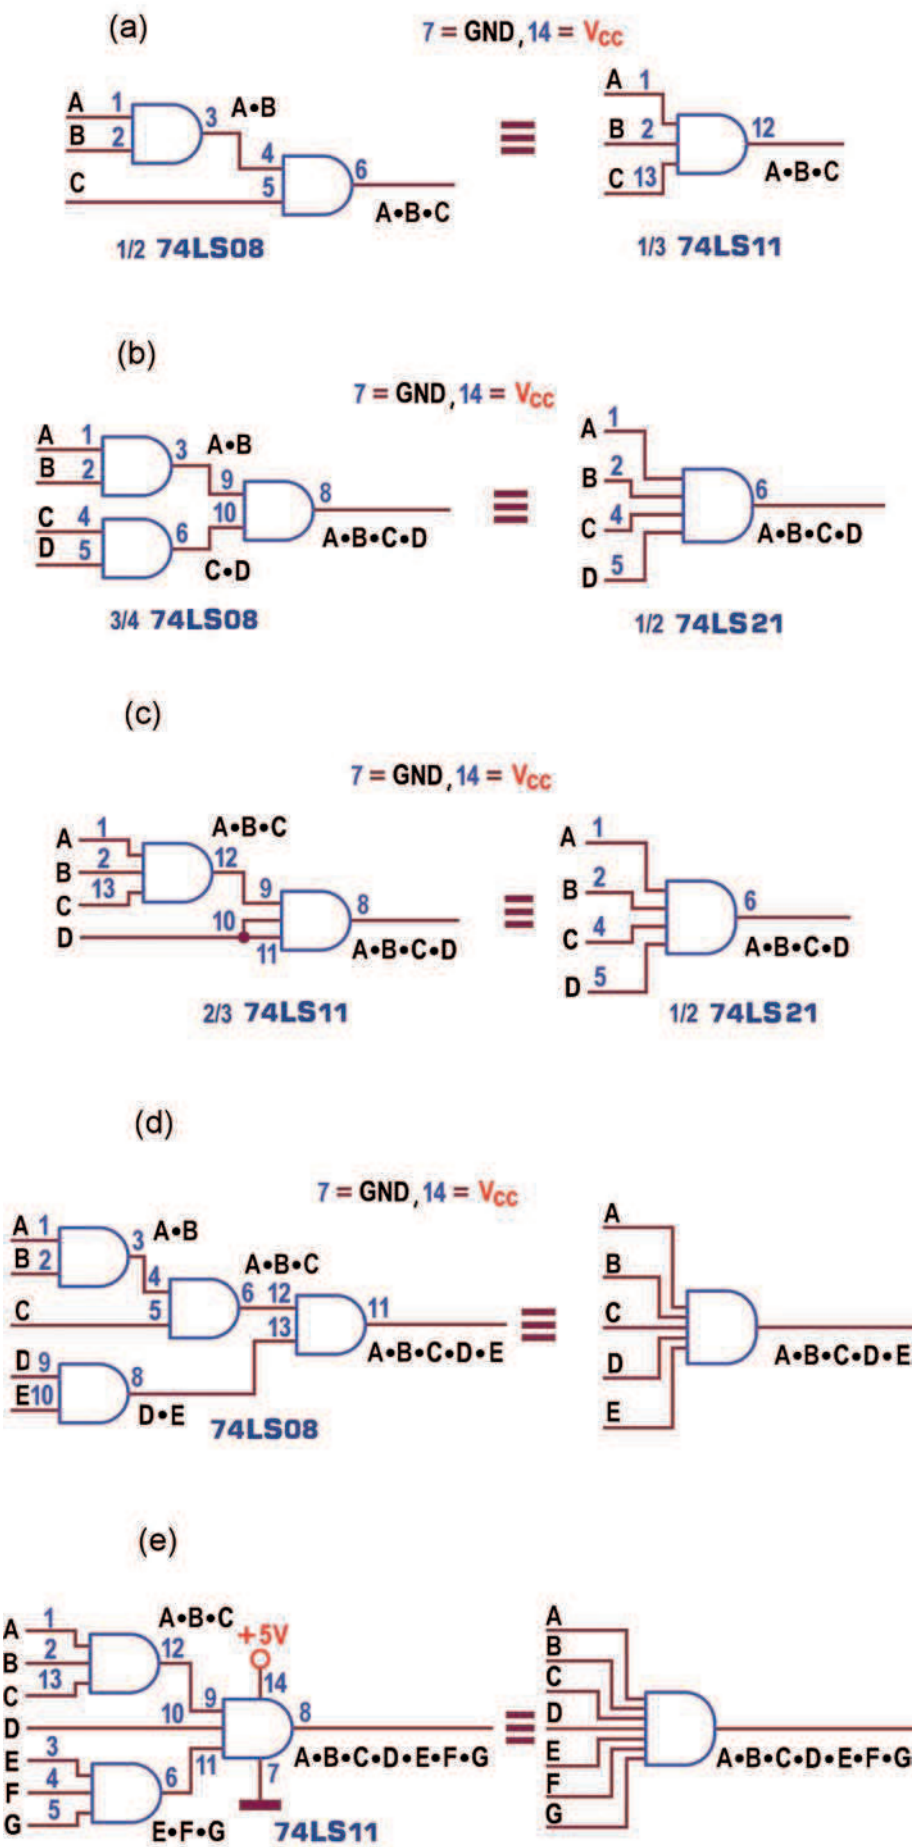 (a)
7 = GND, 14 = VCC
A 1
B 2
3 A•B
C
4
5
6
A•B•C
1/2 74LS08
A 1
B 2
C 13
12
A•B•C
1/3 74LS11
(b)
7 = GND, 14 = VCC
A 1
B 2
3 A•B
C 4
D 5
6
C•D
9
10
8
A•B•C•D
3/4 74LS08
A 1
B 2
C 4
D 5
6
A•B•C•D
1/2 74LS21
(c)
7 = GND, 14 = VCC
A 1
B 2
C 13
A•B•C
12
D
9
10
11
8
A•B•C•D
2/3 74LS11
A 1
B 2
C 4
D 5
6
A•B•C•D
1/2 74LS21
(d)
7 = GND, 14 = VCC
A 1
B 2
3 A•B
C
4
5
A•B•C
6 12
13
D 9
E 10
8
D•E
11
A•B•C•D•E
74LS08
A
B
C
D
E
A•B•C•D•E
(e)
A 1
B 2
C 13
A•B•C
12
+5V
14
D
9
10
11
8
7
E 3
F 4
G 5
6
E•F•G
A•B•C•D•E•F•G
74LS11
A
B
C
D
E
F
G
A•B•C•D•E•F•G